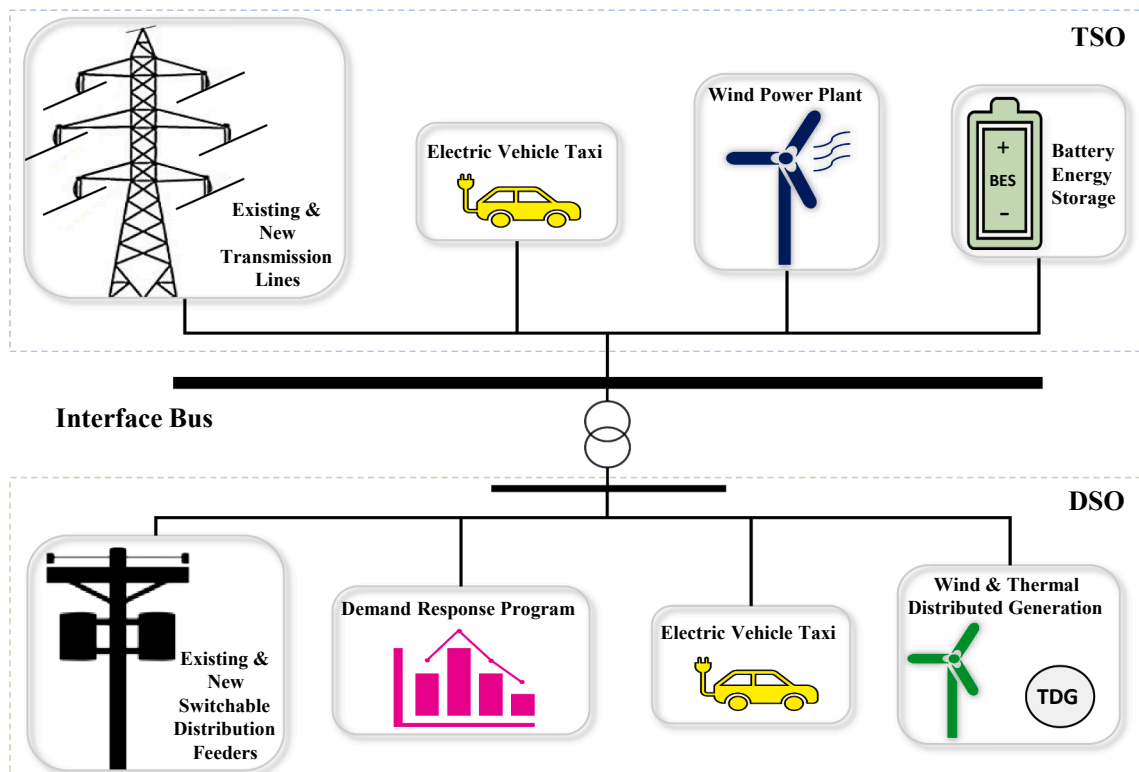 TSO
Existing &
New
Transmission
Lines
Electric Vehicle Taxi
Wind Power Plant
+
BES
-
Battery
Energy
Storage
Interface Bus
DSO
Existing &
New
Switchable
Distribution
Feeders
Demand Response Program
Electric Vehicle Taxi
Wind & Thermal
Distributed Generation
TDG